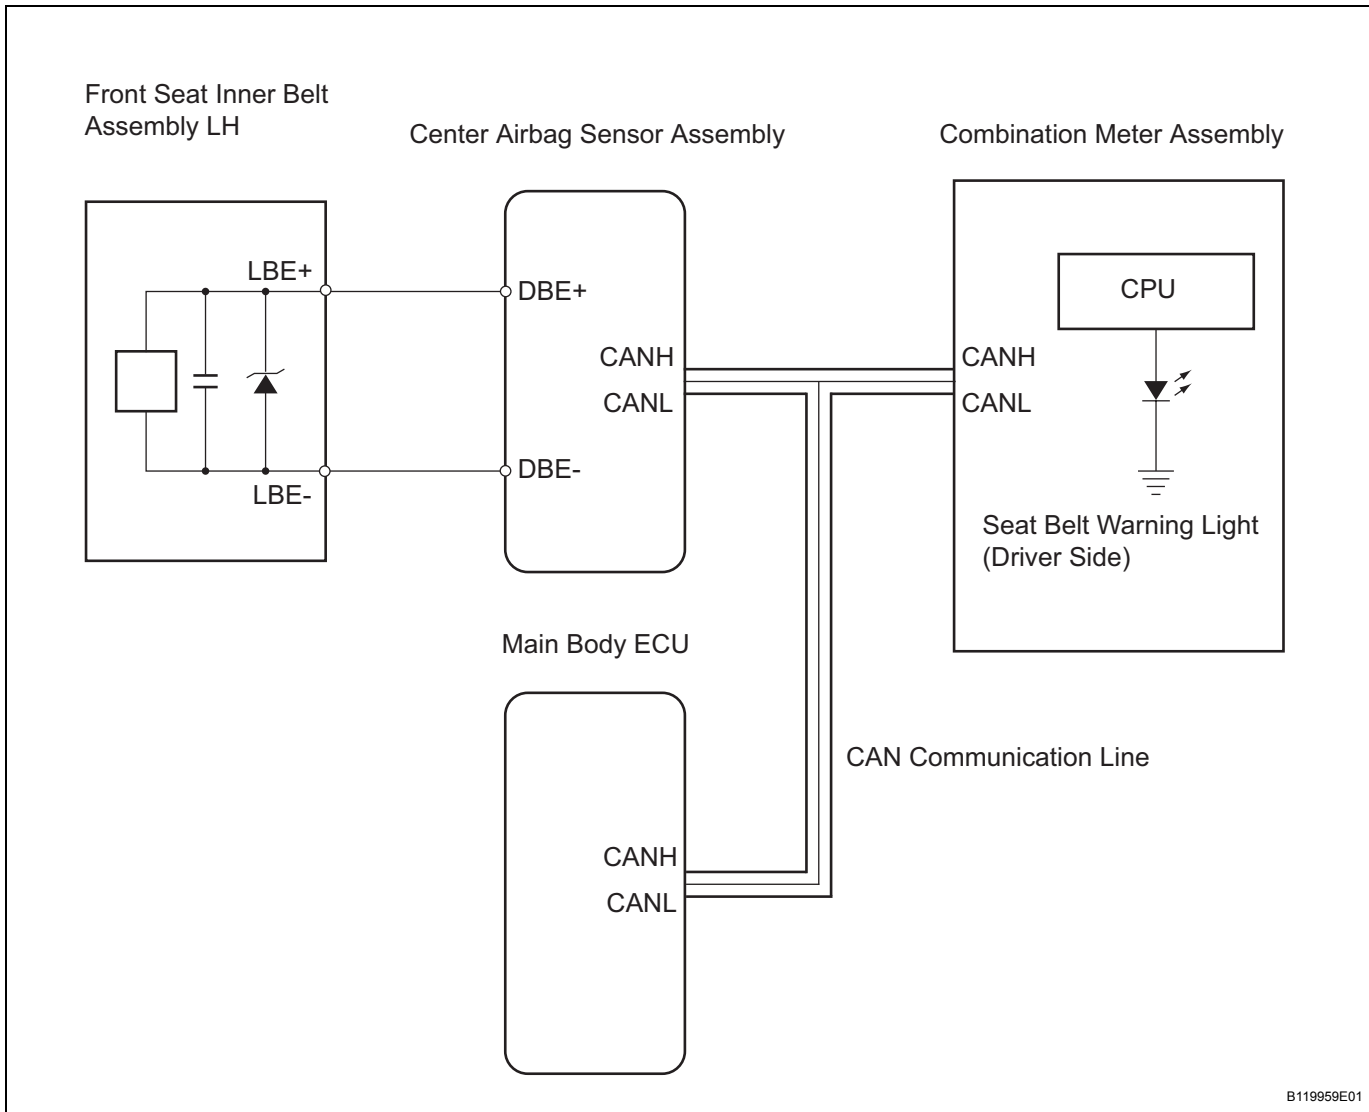 Front Seat Inner Belt
Assembly LH
Center Airbag Sensor Assembly
Combination Meter Assembly
LBE+
DBE+
CPU
CANH
CANL
CANH
CANL
LBE-
DBE-
Seat Belt Warning Light
(Driver Side)
Main Body ECU
CAN Communication Line
CANH
CANL
B119959E01